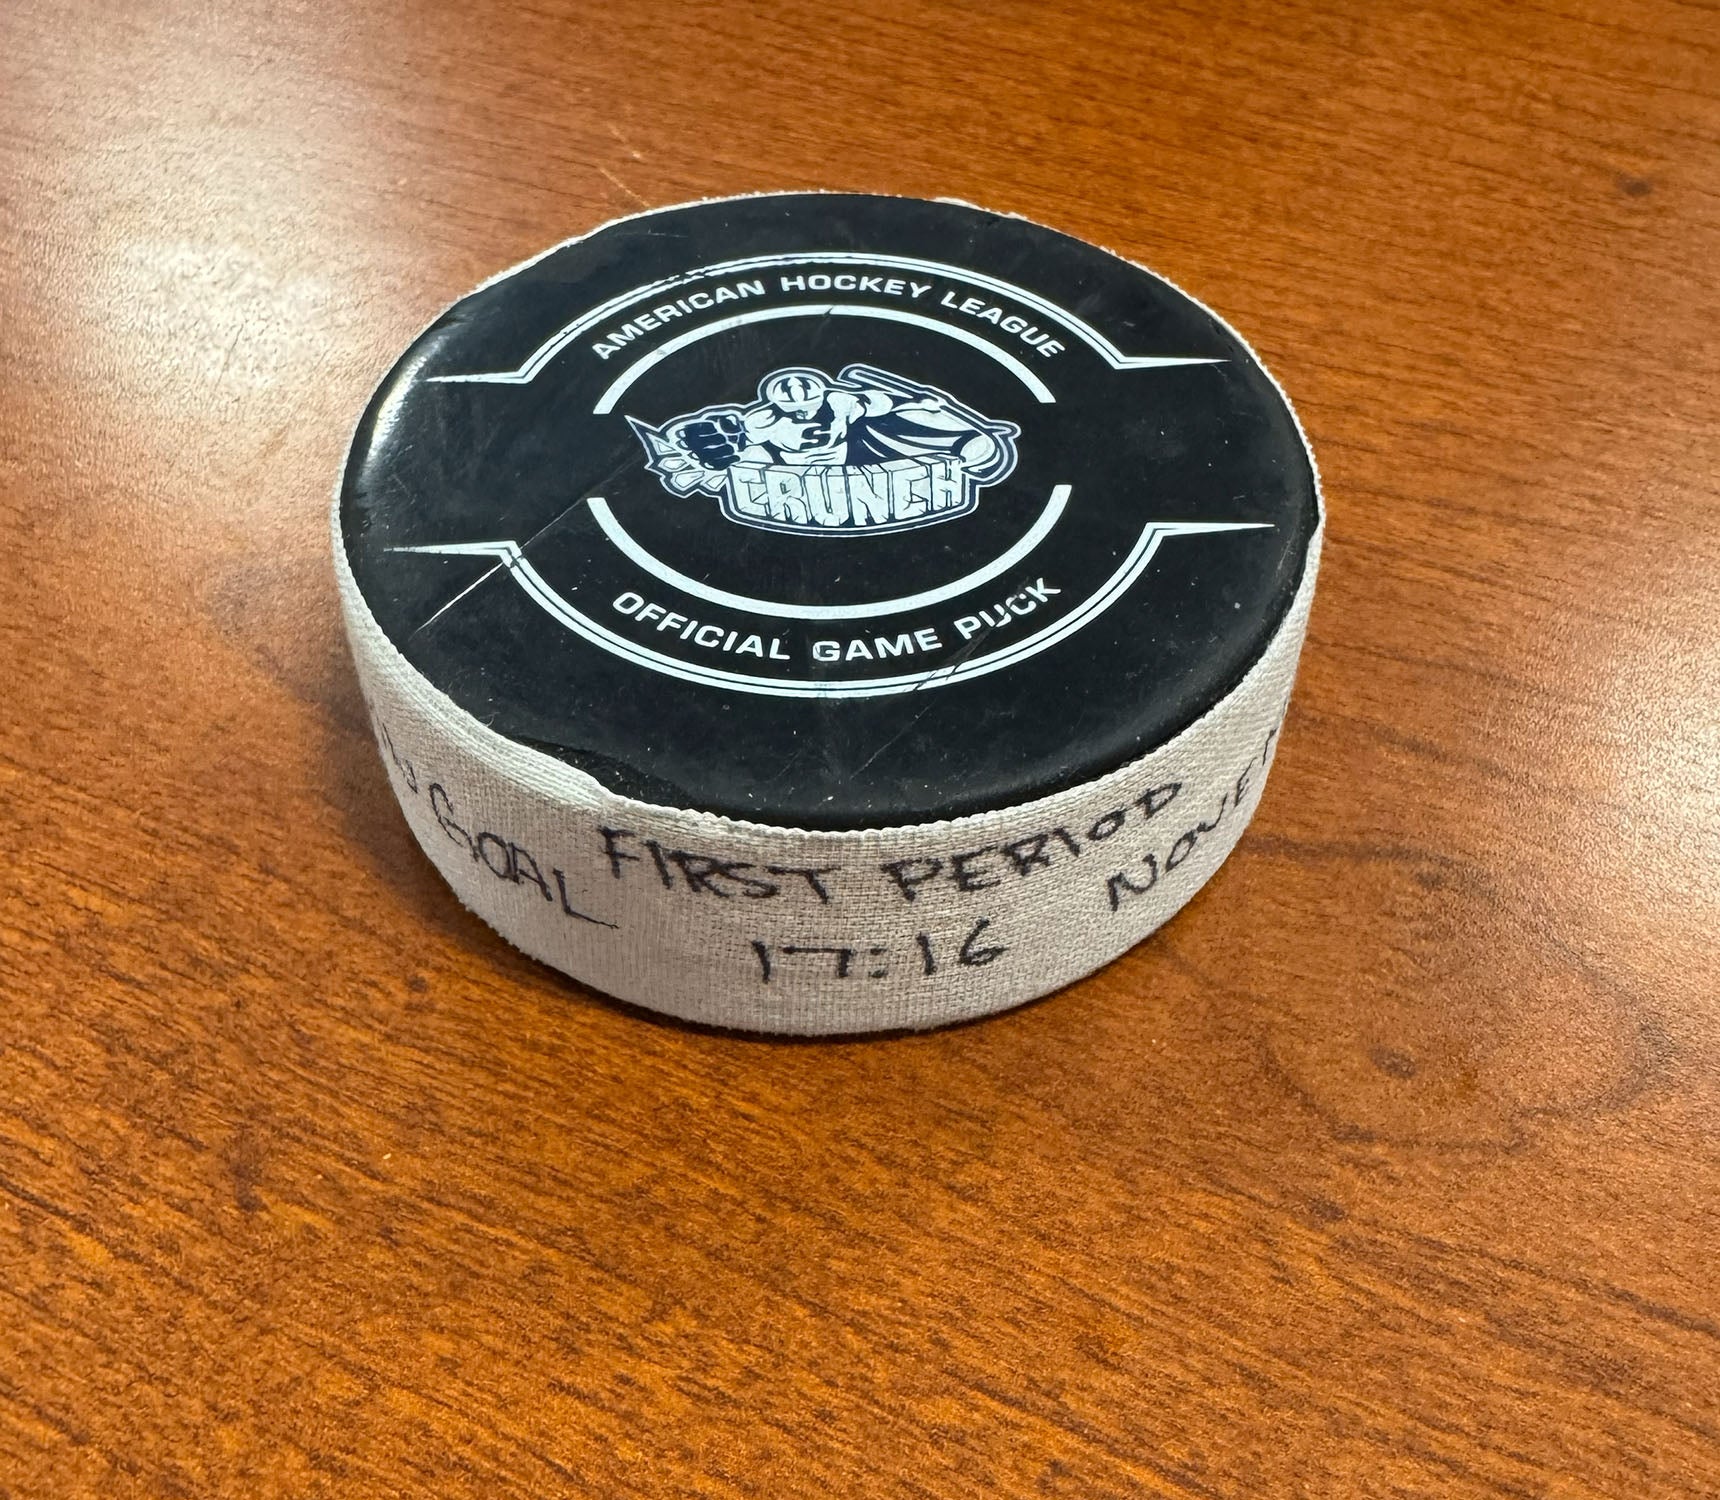 AMERICAN HOCKEY LEAGUE
S
CRUNCH
OFFICIAL GAME PUCK
GOAL
FIRST PERIOD
17:16